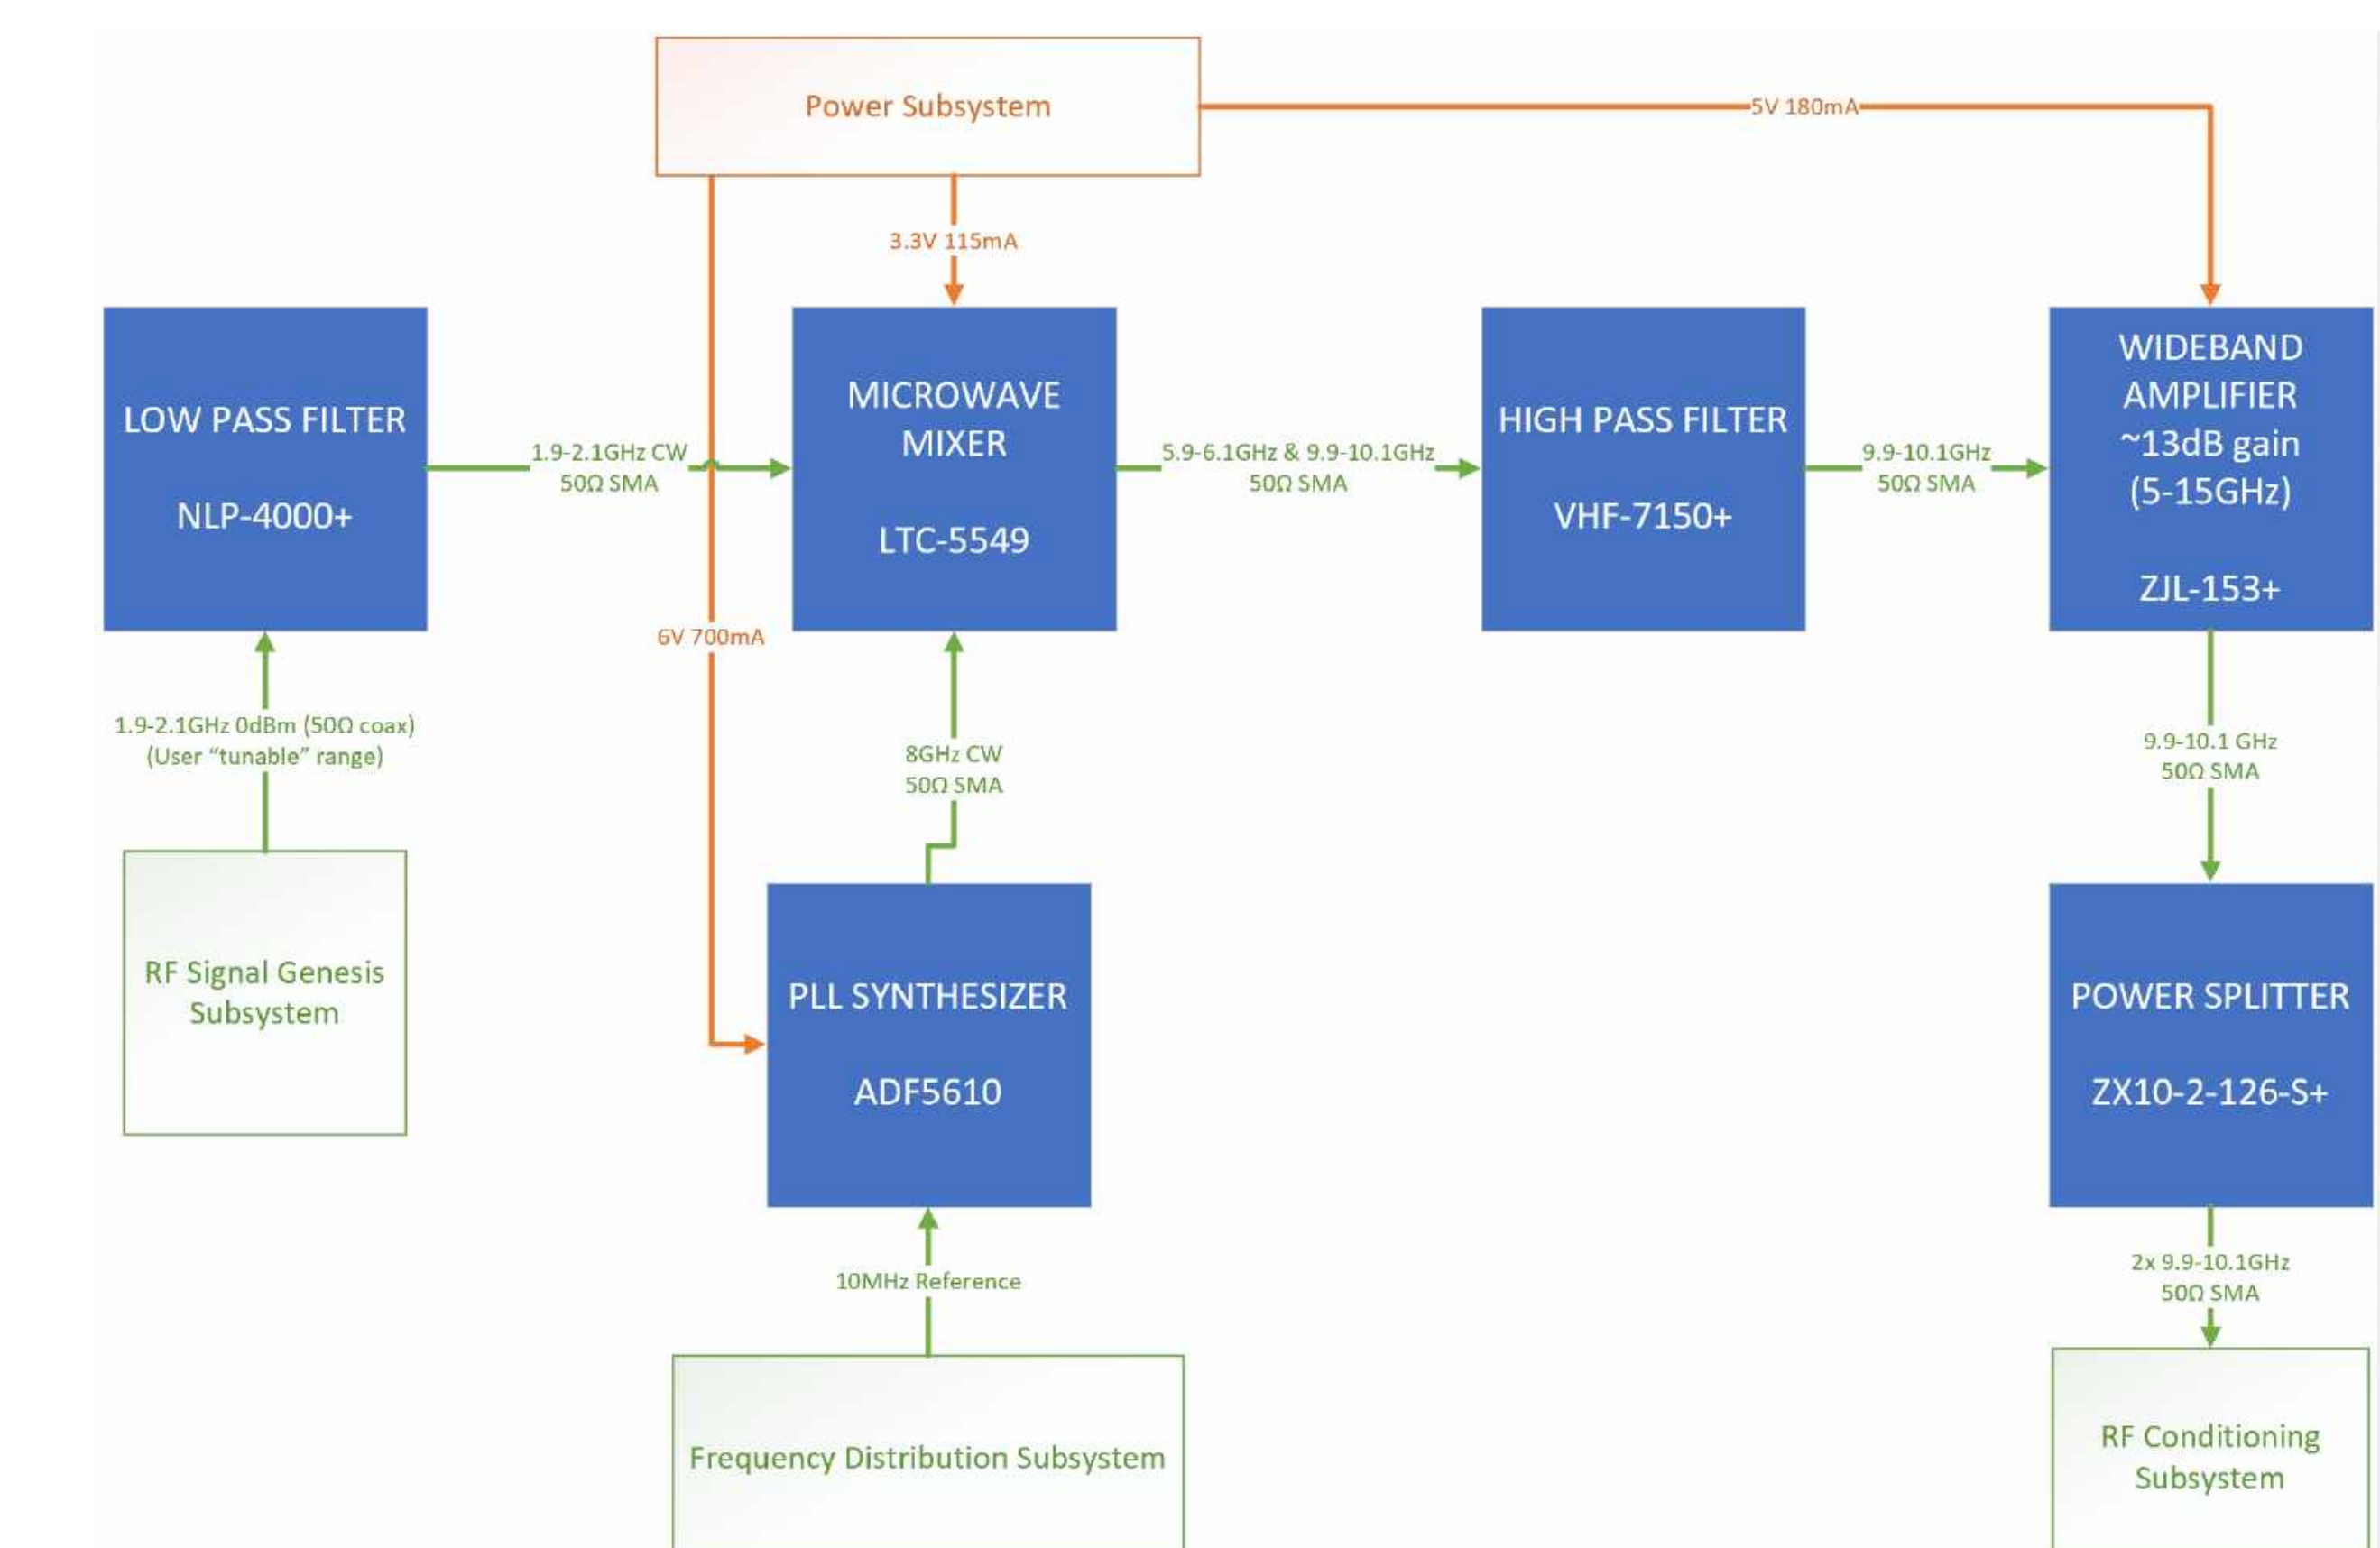 Power Subsystem
5V 180mA
3.3V 115mA
LOW PASS FILTER
NLP-4000+
1.9-2.1GHz CW
50Ω SMA
MICROWAVE
MIXER
LTC-5549
5.9-6.1GHz & 9.9-10.1GHz
50Ω SMA
HIGH PASS FILTER
VHF-7150+
9.9-10.1GHz
50Ω SMA
WIDEBAND
AMPLIFIER
~13dB gain
(5-15GHz)
ZJL-153+
6V 700mA
1.9-2.1GHz 0dBm (50Ω coax)
(User “tunable” range)
8GHz CW
50Ω SMA
9.9-10.1 GHz
50Ω SMA
RF Signal Genesis
Subsystem
PLL SYNTHESIZER
ADF5610
POWER SPLITTER
ZX10-2-126-S+
10MHz Reference
2x 9.9-10.1GHz
50Ω SMA
Frequency Distribution Subsystem
RF Conditioning
Subsystem